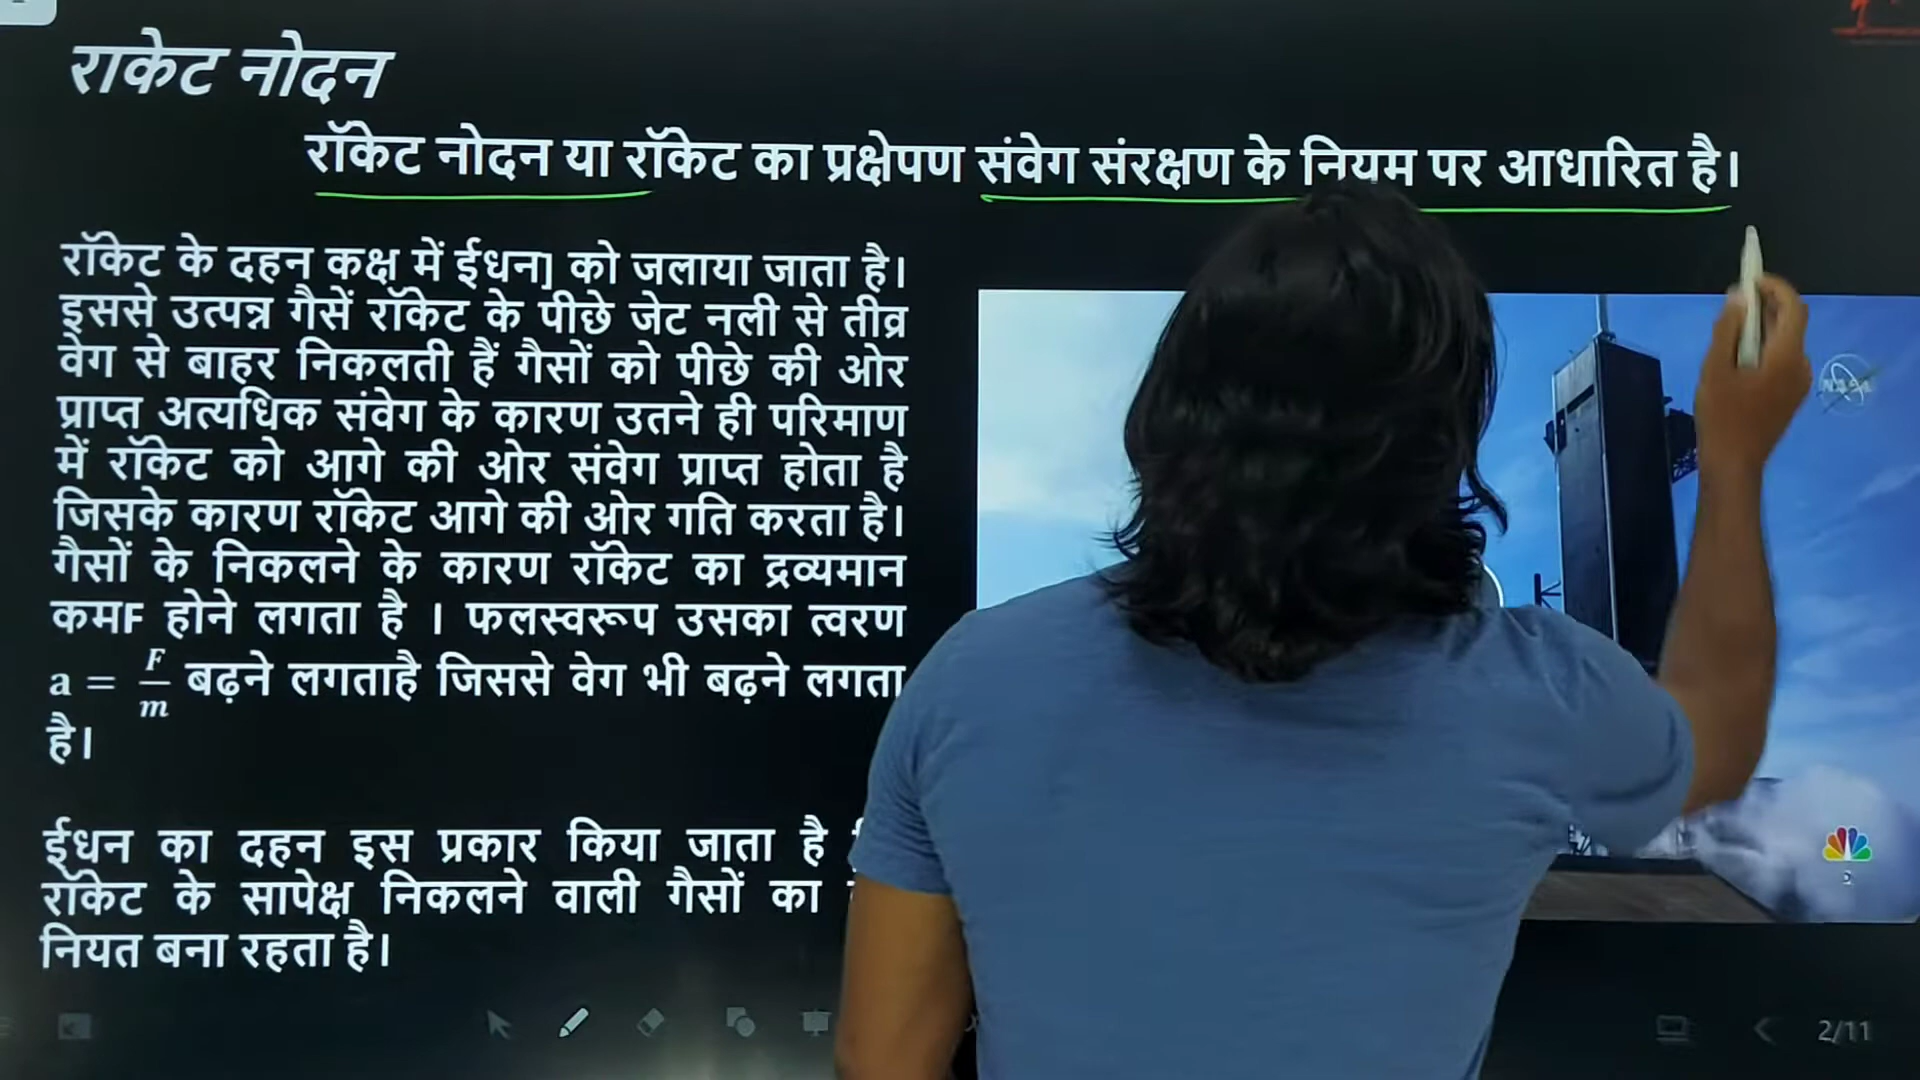 राकेट नोदन
रॉकेट नोदन या रॉकेट का प्रक्षेपण संवेग संरक्षण के नियम पर आधारित है।
रॉकेट के दहन कक्ष में ईधन] को जलाया जाता है।
इससे उत्पन्न गैसें रॉकेट के पीछे जेट नली से तीव्र
वेग से बाहर निकलती हैं गैसों को पीछे की ओर
प्राप्त अत्यधिक संवेग के कारण उतने ही परिमाण
में रॉकेट को आगे की ओर संवेग प्राप्त होता है
जिसके कारण रॉकेट आगे की ओर गति करता है।
गैसों के निकलने के कारण रॉकेट का द्रव्यमान
कमF होने लगता है । फलस्वरूप उसका त्वरण
a = F/m बढ़ने लगताहै जिससे वेग भी बढ़ने लगता
है।
ईधन का दहन इस प्रकार किया जाता है
रॉकेट के सापेक्ष निकलने वाली गैसों का
नियत बना रहता है।
NASA
2/11